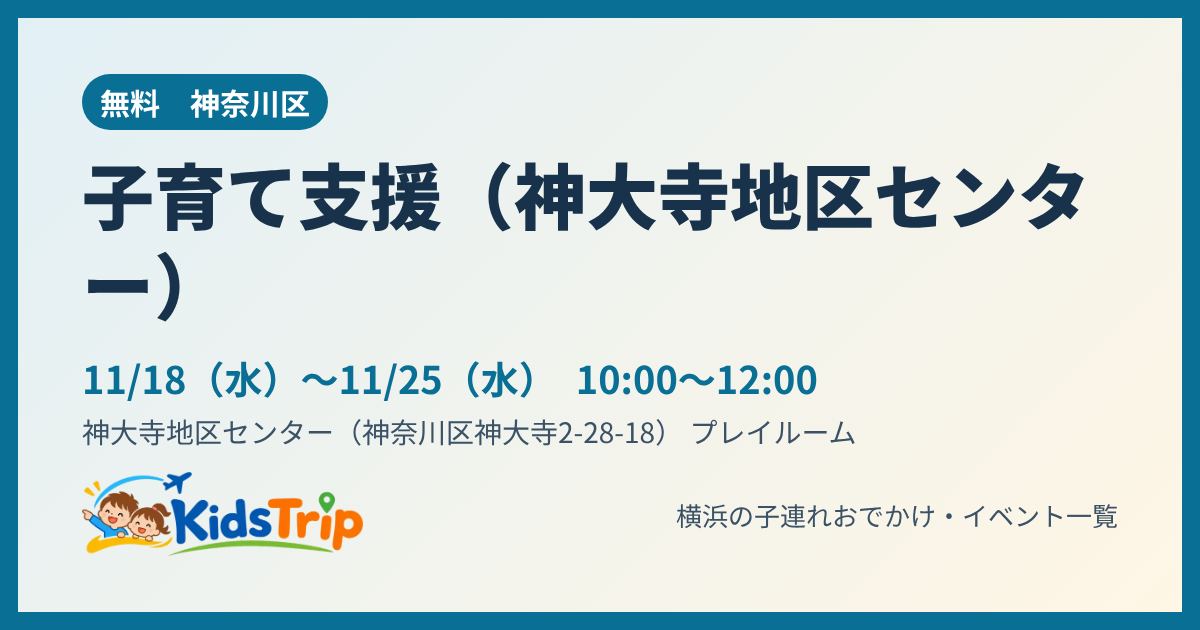 無料　神奈川区
子育て支援（神大寺地区センタ
ー）
11/18（水）～11/25（水）　10:00～12:00
神大寺地区センター（神奈川区神大寺2-28-18） プレイルーム
KidsTrip
横浜の子連れおでかけ・イベント一覧